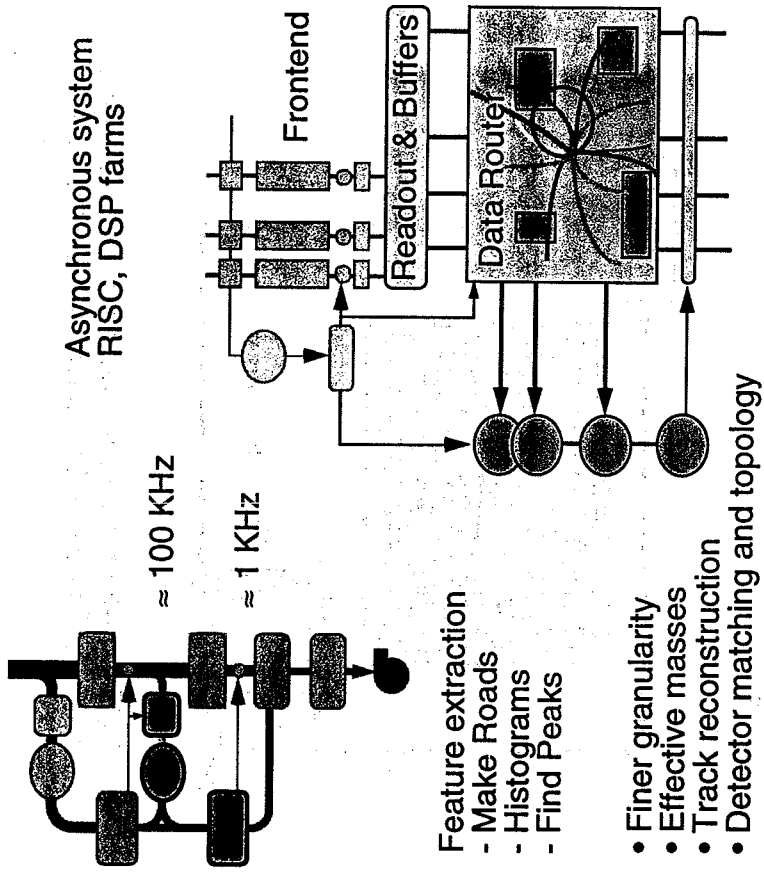 Asynchronous system
RISC, DSP farms
≈ 100 KHz
≈ 1 KHz
Frontend
Readout & Buffers
Data Router
Feature extraction
- Make Roads
- Histograms
- Find Peaks
• Finer granularity
• Effective masses
• Track reconstruction
• Detector matching and topology